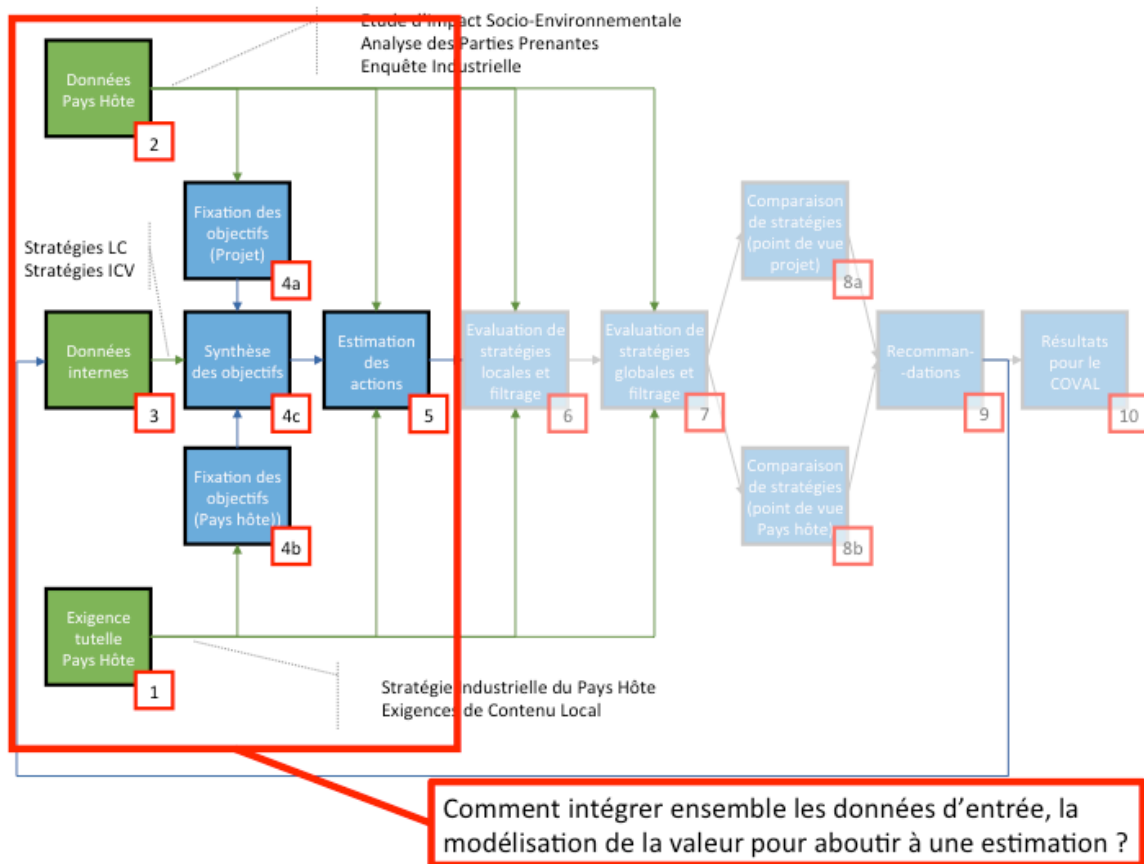 Etude d'Impact Socio-Environnementale
Analyse des Parties Prenantes
Enquête Industrielle
Données
Pays Hôte
2
Fixation des
objectifs
(Projet)
4a
Stratégies LC
Stratégies ICV
Données
internes
3
Synthèse
des objectifs
4c
Estimation
des
actions
5
Evaluation de
stratégies
locales et
filtrage
6
Evaluation de
stratégies
globales et
filtrage
7
Comparaison
de stratégies
(point de vue
projet)
8a
Recomman-
-dations
9
Résultats
pour le
COVAL
10
Fixation des
objectifs
(Pays hôte))
4b
Comparaison
de stratégies
(point de vue
Pays hôte)
8b
Exigence
tutelle
Pays Hôte
1
Stratégie Industrielle du Pays Hôte
Exigences de Contenu Local
Comment intégrer ensemble les données d'entrée, la
modélisation de la valeur pour aboutir à une estimation ?